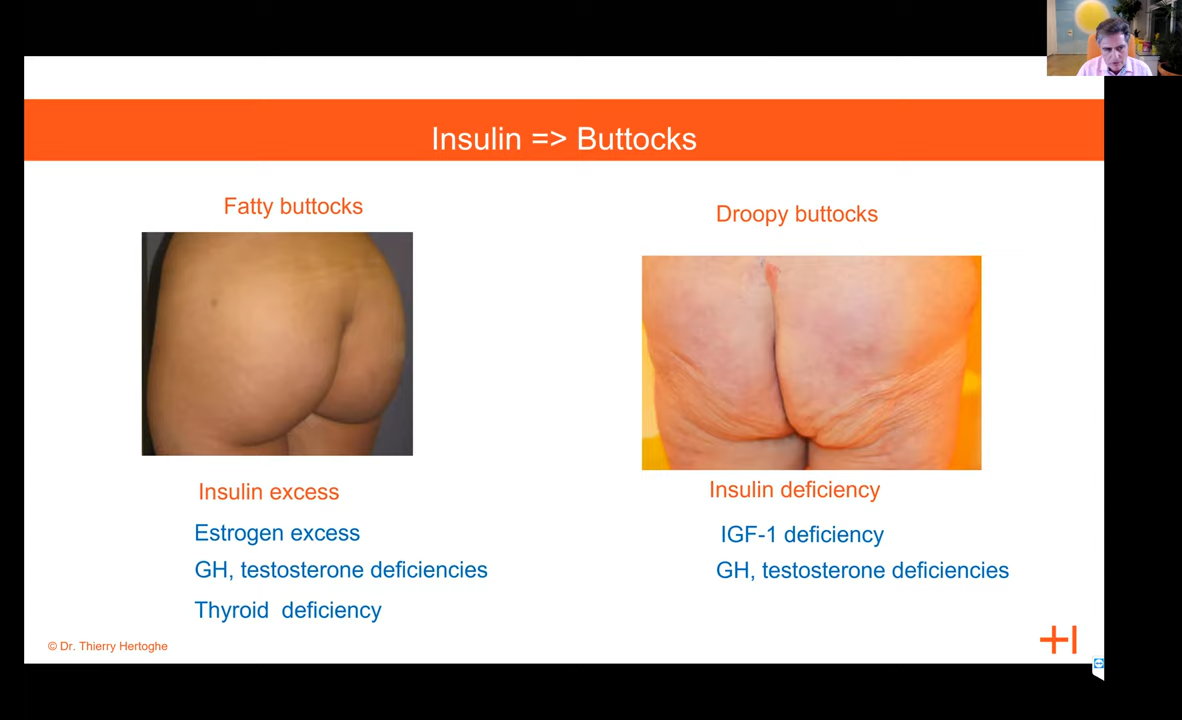 Insulin => Buttocks
Fatty buttocks
Droopy buttocks
Insulin excess
Estrogen excess
GH, testosterone deficiencies
Thyroid  deficiency
Insulin deficiency
IGF-1 deficiency
GH, testosterone deficiencies
© Dr. Thierry Hertoghe